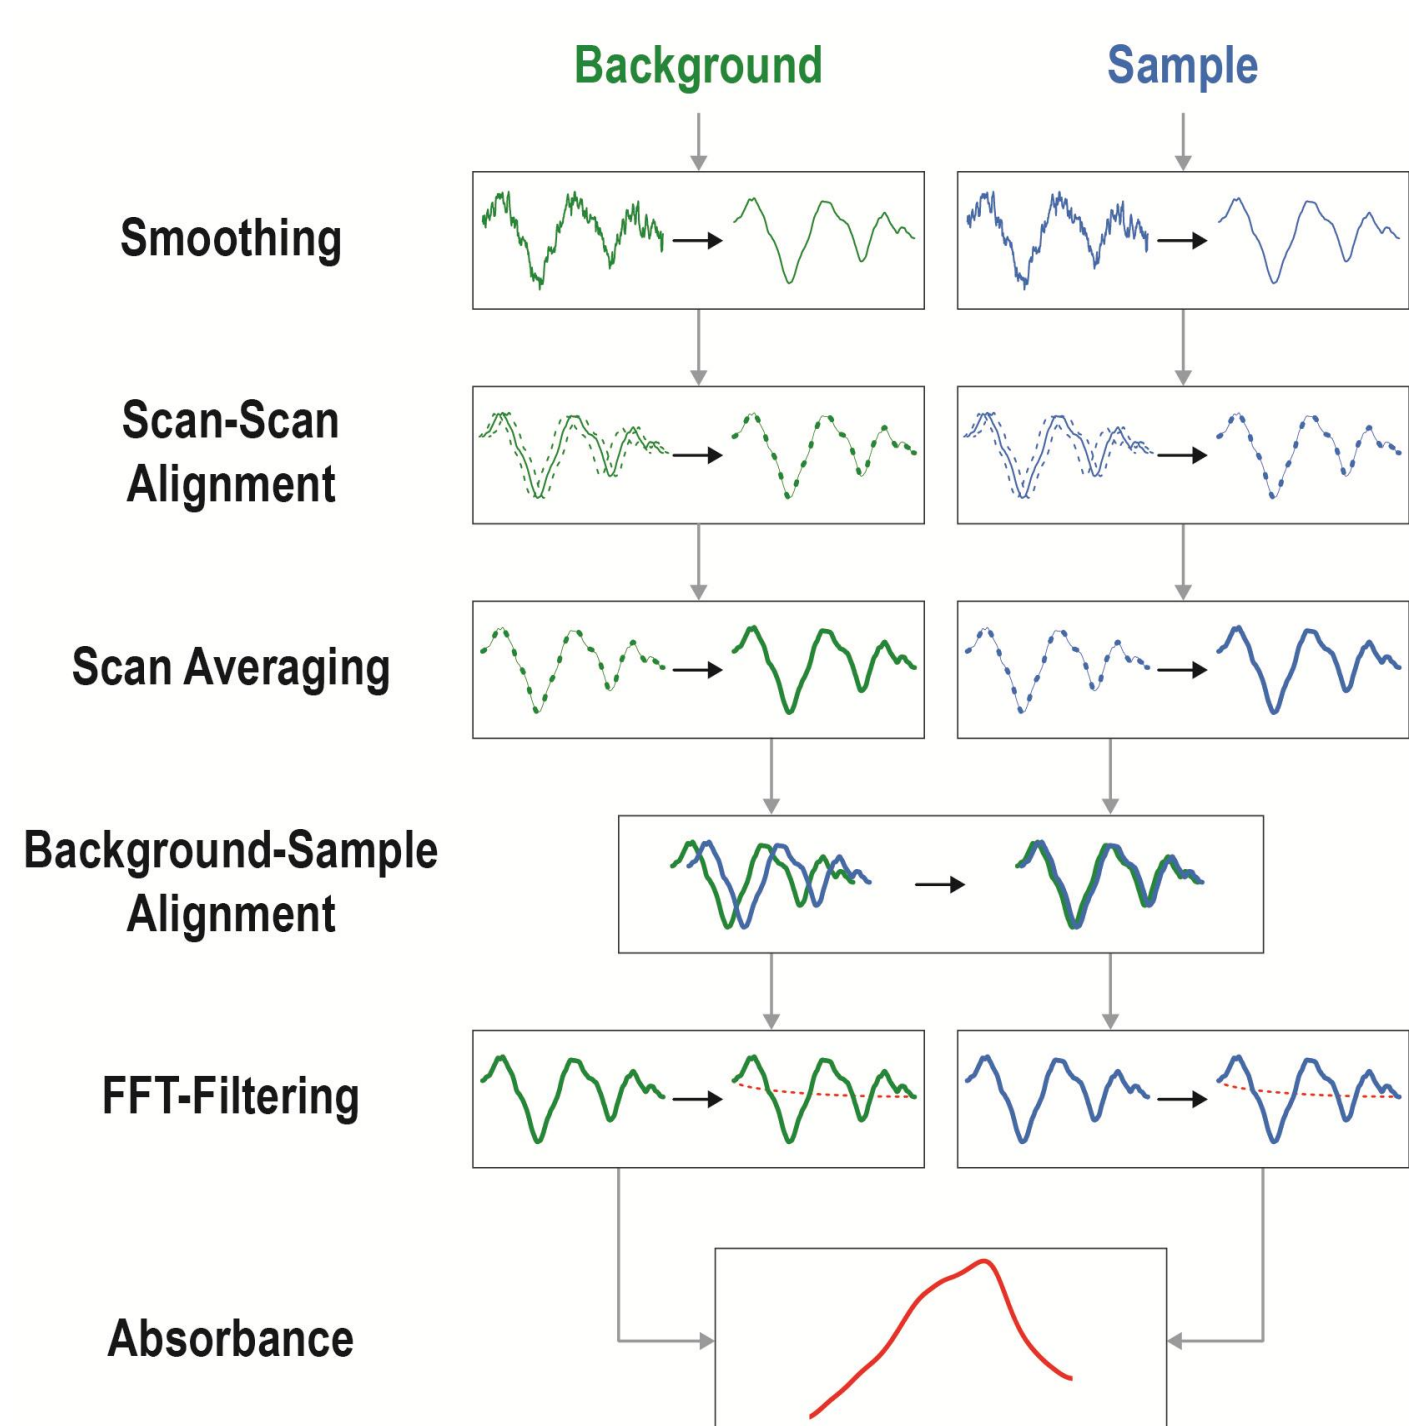 Background
Sample
Smoothing
Scan-Scan
Alignment
Scan Averaging
Background-Sample
Alignment
FFT-Filtering
Absorbance